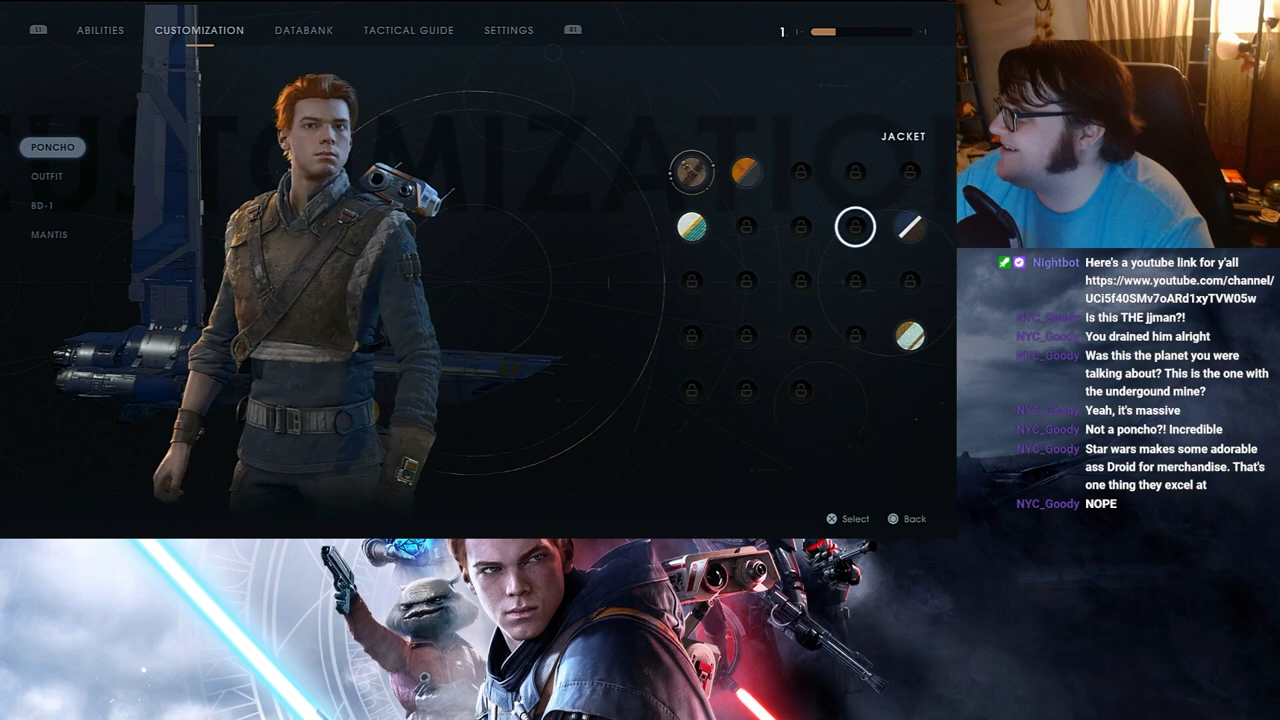 L1 ABILITIES CUSTOMIZATION DATABANK TACTICAL GUIDE SETTINGS R1 1
CUSTOMIZATION
JACKET
PONCHO
OUTFIT
BD-1
MANTIS
Select Back
Nightbot Here's a youtube link for y'all
https://www.youtube.com/channel/
UCi5f40SMv7oARd1xyTVW05w
NYC_Goody Is this THE jjman?!
NYC_Goody You drained him alright
NYC_Goody Was this the planet you were
talking about? This is the one with
the undergound mine?
NYC_Goody Yeah, it's massive
NYC_Goody Not a poncho?! Incredible
NYC_Goody Star wars makes some adorable
ass Droid for merchandise. That's
one thing they excel at
NYC_Goody NOPE